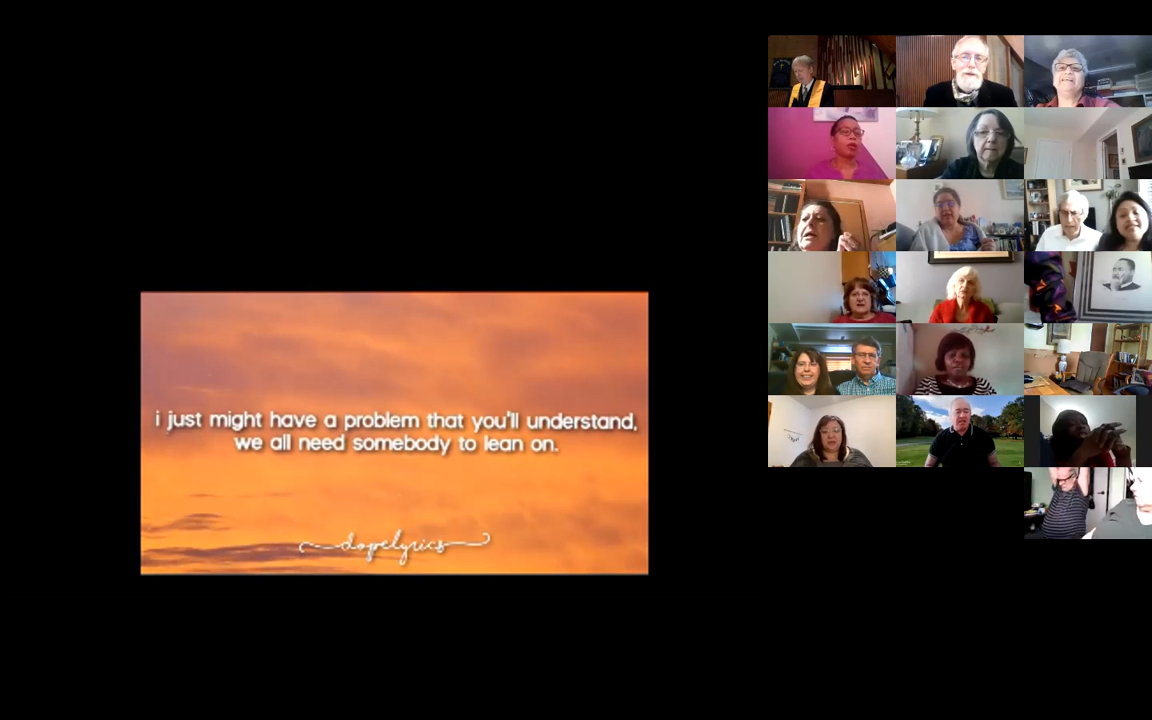 i just might have a problem that you'll understand,
we all need somebody to lean on.
dopelyrics